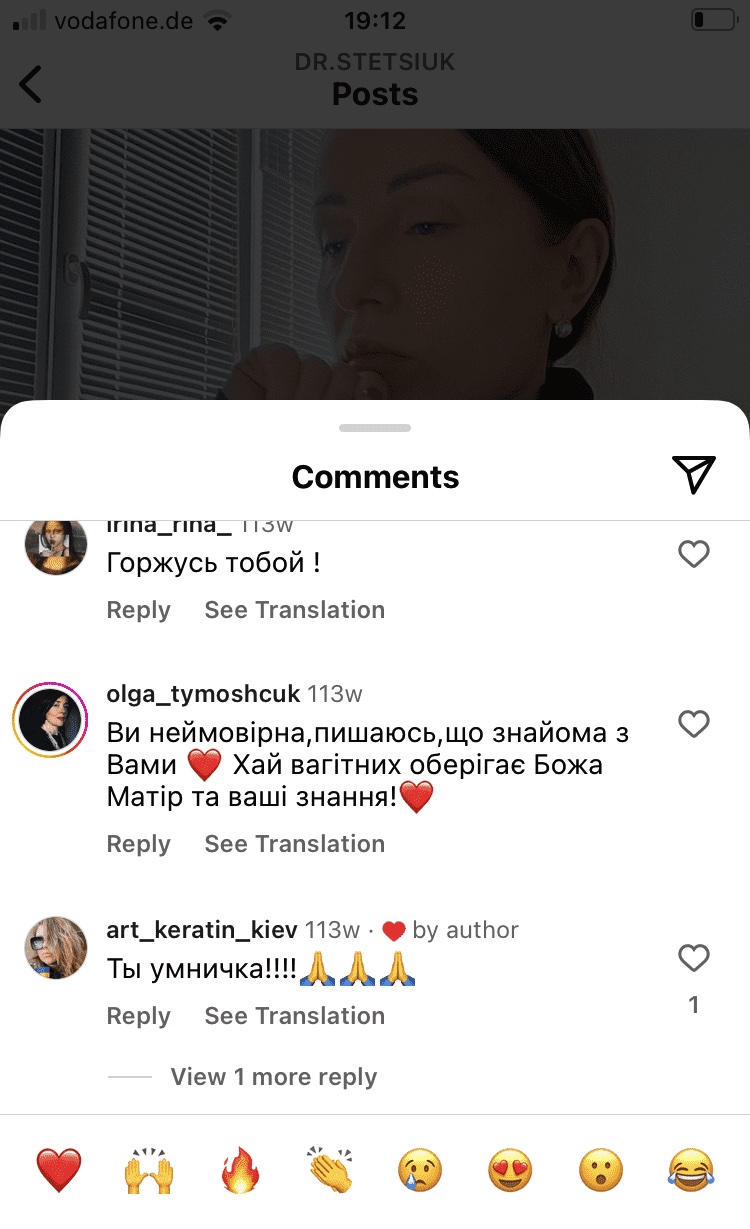 vodafone.de
19:12
DR.STETSIUK
Posts
Comments
irina_rina_ 113w
Горжусь тобой !
Reply See Translation
olga_tymoshcuk 113w
Ви неймовірна,пишаюсь,що знайома з
Вами ❤️ Хай вагітних оберігає Божа
Матір та ваші знання!❤️
Reply See Translation
art_keratin_kiev 113w · ❤️ by author
Ты умничка!!!!🙏🙏🙏
1
Reply See Translation
View 1 more reply